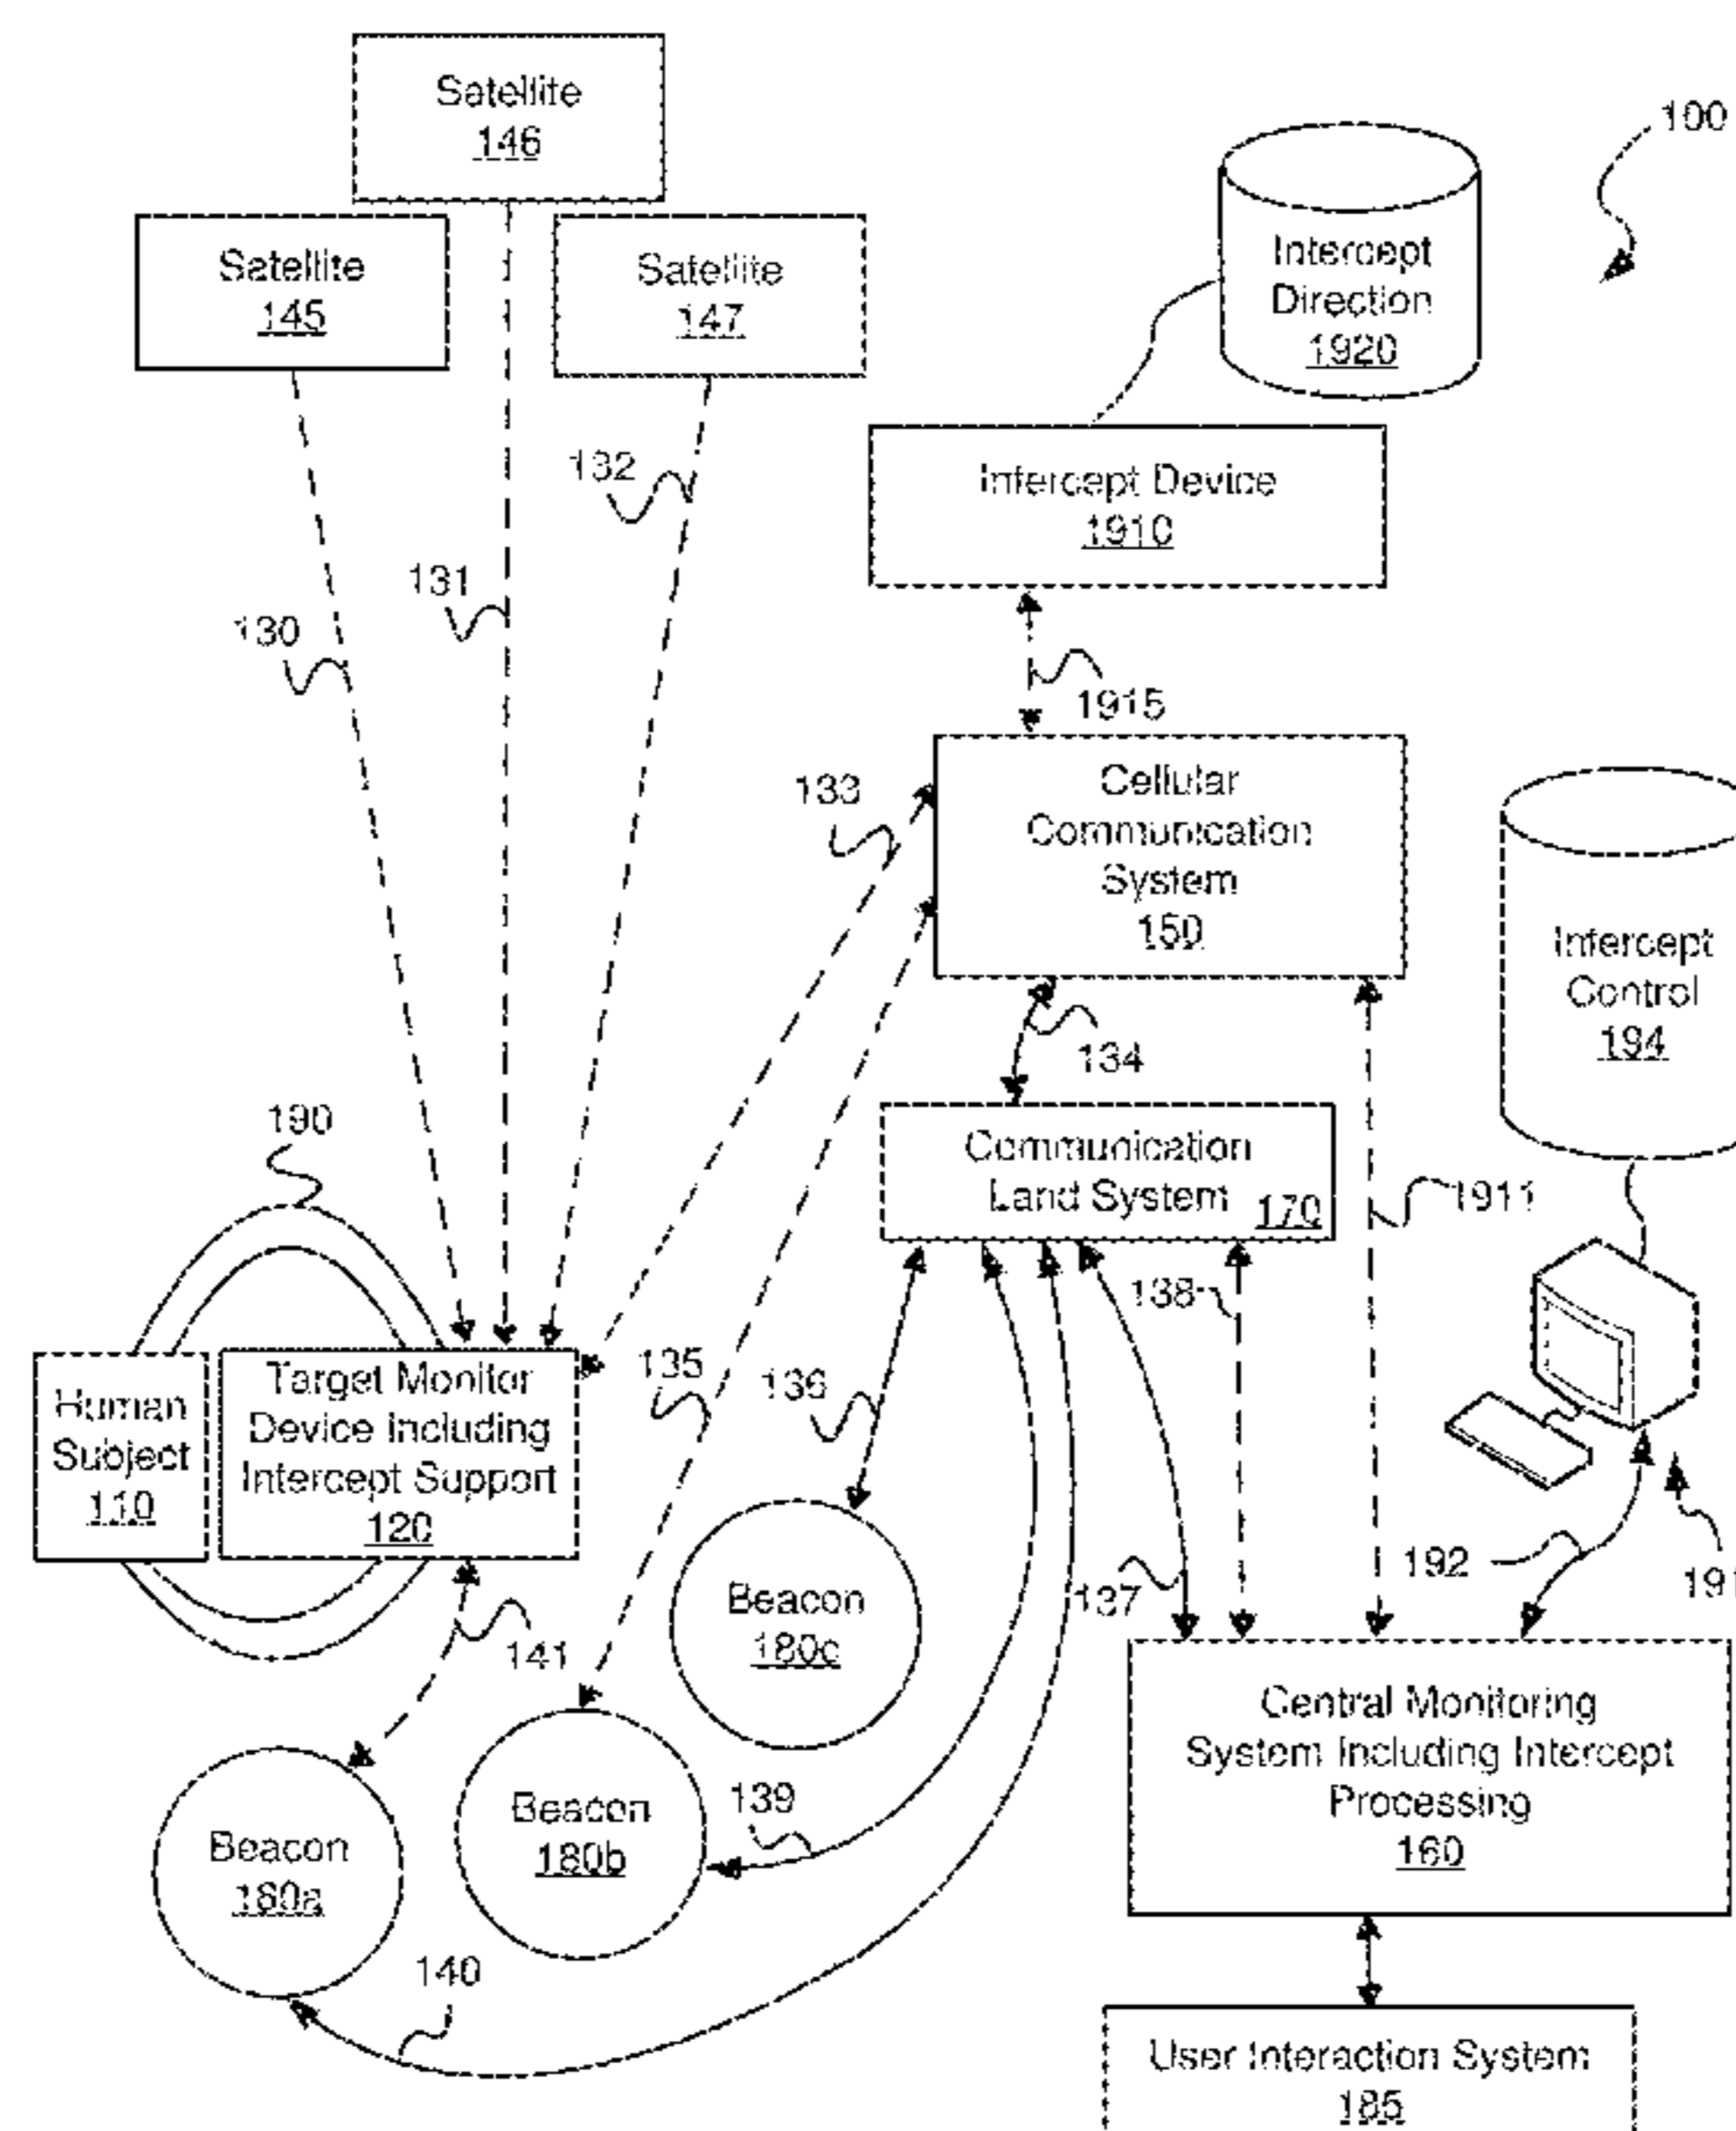 Satellite
146
100
Satellite
145
Satellite
147
Intercept
Direction
1920
132
Intercept Device
1910
131
130
1915
133
Cellular
Communication
System
150
Intercept
Control
194
134
190
Communication
Land System
170
1911
138
135
136
Human
Subject
110
Target Monitor
Device Including
Intercept Support
120
192
191
137
141
Beacon
180c
Central Monitoring
System Including Intercept
Processing
160
139
Beacon
180b
Beacon
180a
140
User Interaction System
185